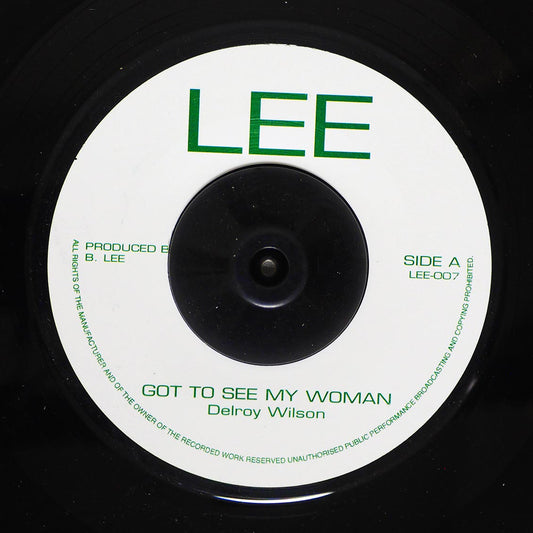 LEE
PRODUCED B
B. LEE
SIDE A
LEE-007
GOT TO SEE MY WOMAN
Delroy Wilson
ALL RIGHTS OF THE MANUFACTURER AND OF THE OWNER OF THE RECORDED WORK RESERVED UNAUTHORISED PUBLIC PERFORMANCE BROADCASTING AND COPYING PROHIBITED.